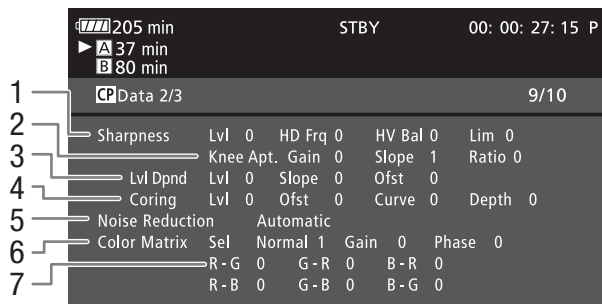 205 min STBY 00: 00: 27: 15 P
A 37 min
B 80 min
CP Data 2/3 9/10
1 Sharpness Lvl 0 HD Frq 0 HV Bal 0 Lim 0
2 Knee Apt. Gain 0 Slope 1 Ratio 0
3 Lvl Dpnd Lvl 0 Slope 0 Ofst 0
4 Coring Lvl 0 Ofst 0 Curve 0 Depth 0
5 Noise Reduction Automatic
6 Color Matrix Sel Normal 1 Gain 0 Phase 0
7 R - G 0 G - R 0 B - R 0
R - B 0 G - B 0 B - G 0